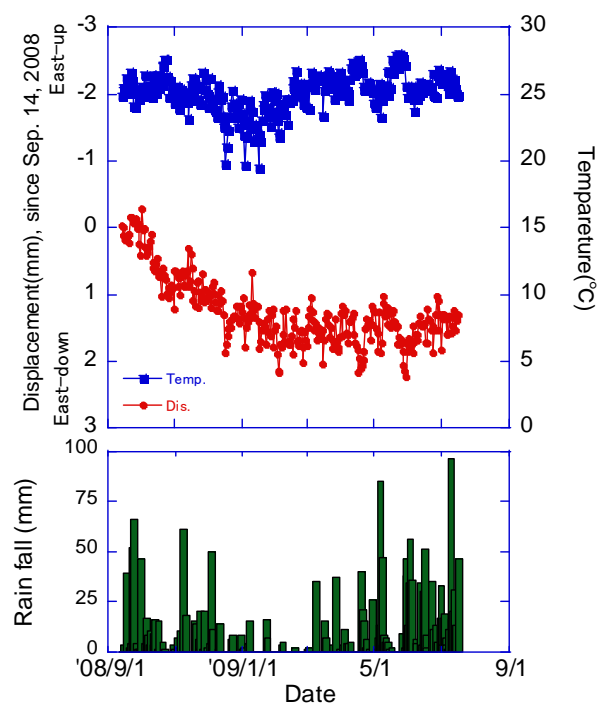 Displacement(mm), since Sep. 14, 2008
East-down
East-up
-3
-2
-1
0
1
2
3
30
25
20
15
10
5
0
Tempareture(°C)
Temp.
Dis.
Rain fall (mm)
100
75
50
25
0
'08/9/1
'09/1/1
5/1
9/1
Date